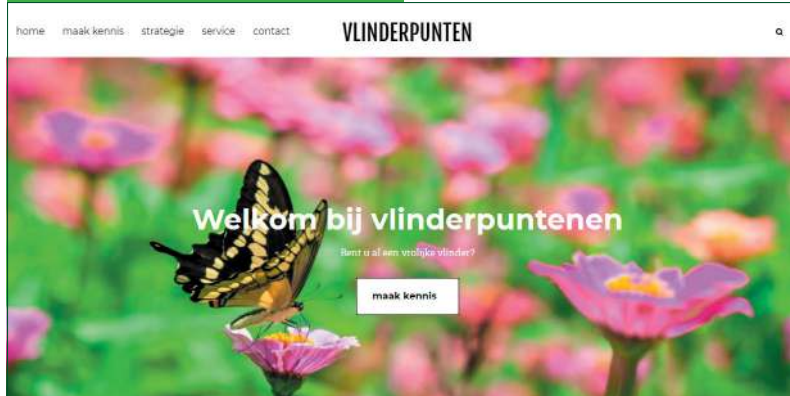 home maak kennis strategie service contact VLINDERPUNTEN
Welkom bij vlinderpuntenen
Bent u al een vrolijke vlinder?
maak kennis